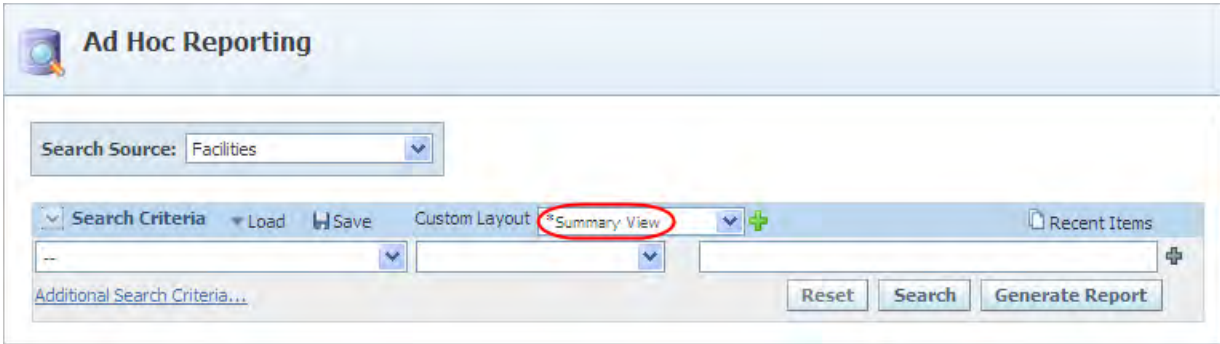 Ad Hoc Reporting
Search Source: Facilities
Search Criteria Load Save Custom Layout *Summary View Recent Items
--
Additional Search Criteria... Reset Search Generate Report